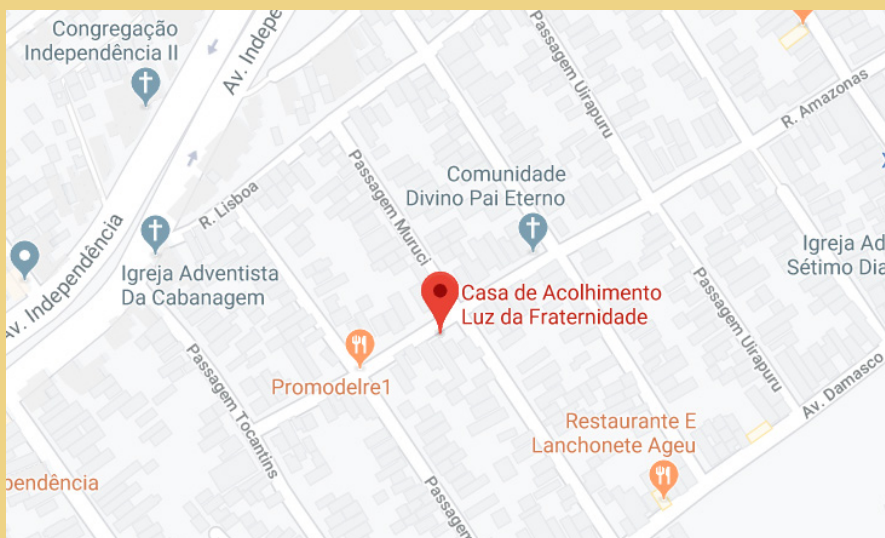 Congregação
Independência II
Av. Indepe
Passagem Uirapuru
R. Amazonas
Passagem Muruci
Comunidade
Divino Pai Eterno
R. Lisboa
Av. Independência
Igreja Adventista
Da Cabanagem
Igreja Ad
Sétimo Dia
Casa de Acolhimento
Luz da Fraternidade
Passagem Uirapuru
Promodelre1
Passagem Tocantins
Av. Damasco
Restaurante E
Lanchonete Ageu
pendência
Passagem